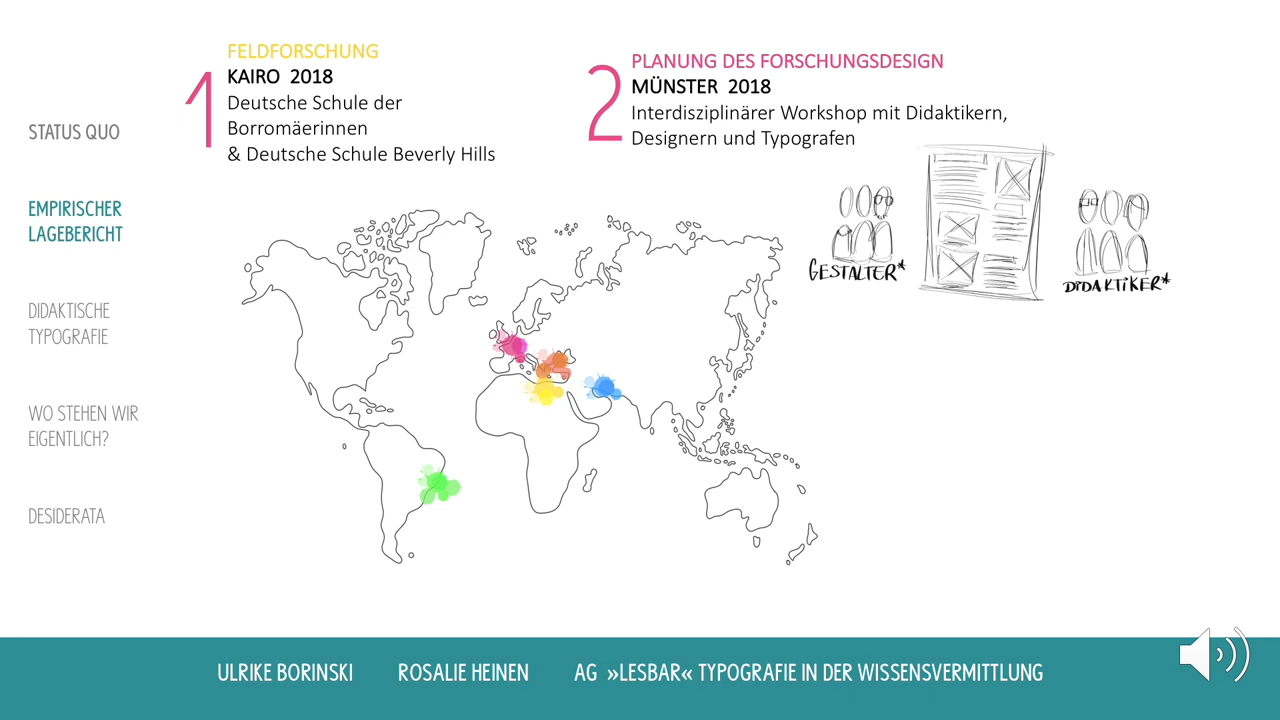 STATUS QUO
EMPIRISCHER
LAGEBERICHT
DIDAKTISCHE
TYPOGRAFIE
WO STEHEN WIR
EIGENTLICH?
DESIDERATA
1
FELDFORSCHUNG
KAIRO 2018
Deutsche Schule der
Borromäerinnen
& Deutsche Schule Beverly Hills
2
PLANUNG DES FORSCHUNGSDESIGN
MÜNSTER 2018
Interdisziplinärer Workshop mit Didaktikern,
Designern und Typografen
GESTALTER*
DIDAKTIKER*
ULRIKE BORINSKI ROSALIE HEINEN AG »LESBAR« TYPOGRAFIE IN DER WISSENSVERMITTLUNG